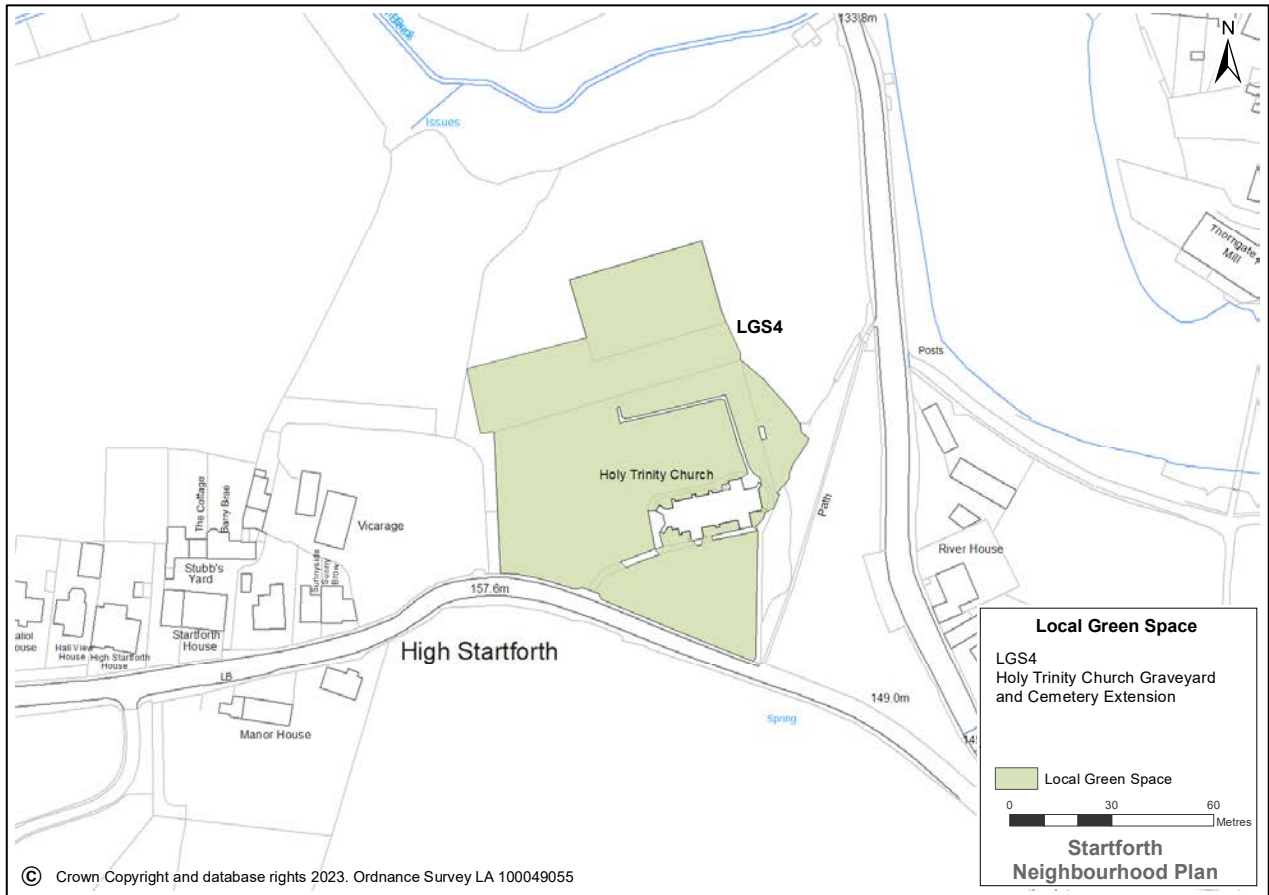 133.8m
N
Issues
Thorngate
Mill
LGS4
Posts
Holy Trinity Church
Path
The Cottage
Barry Brae
Vicarage
River House
Stubb's
Yard
Sunnyside
Sunny
Brow
157.6m
Startforth
House
Hall View
House
High Startforth
House
High Startforth
LB
149.0m
Spring
Manor House
Local Green Space
LGS4
Holy Trinity Church Graveyard
and Cemetery Extension
Local Green Space
0 30 60
Metres
Startforth
Neighbourhood Plan
© Crown Copyright and database rights 2023. Ordnance Survey LA 100049055